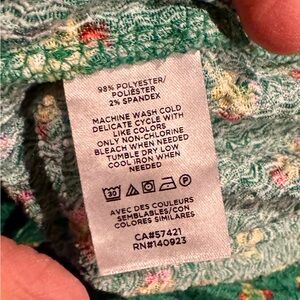 98% POLYESTER/
POLIÉSTER
2% SPANDEX
MACHINE WASH COLD
DELICATE CYCLE WITH
LIKE COLORS
ONLY NON-CHLORINE
BLEACH WHEN NEEDED
TUMBLE DRY LOW
COOL IRON WHEN
NEEDED
30
AVEC DES COULEURS
SEMBLABLES/CON
COLORES SIMILARES
CA#57421
RN#140923